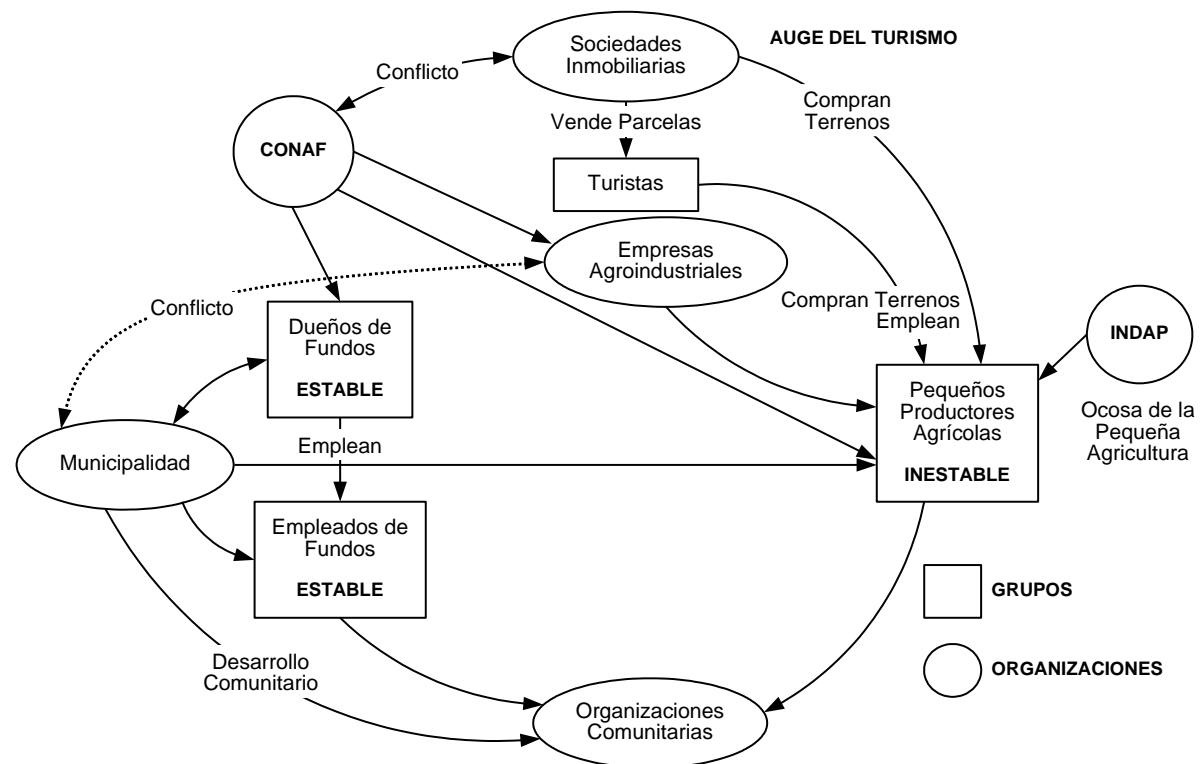 Sociedades
Inmobiliarias
AUGE DEL TURISMO
Conflicto
Compran
Terrenos
Vende Parcelas
CONAF
Turistas
Empresas
Agroindustriales
Conflicto
Compran Terrenos
Emplean
Dueños de
Fundos
ESTABLE
INDAP
Pequeños
Productores
Agrícolas
INESTABLE
Ocosa de la
Pequeña
Agricultura
Emplean
Municipalidad
Empleados de
Fundos
ESTABLE
GRUPOS
Desarrollo
Comunitario
ORGANIZACIONES
Organizaciones
Comunitarias